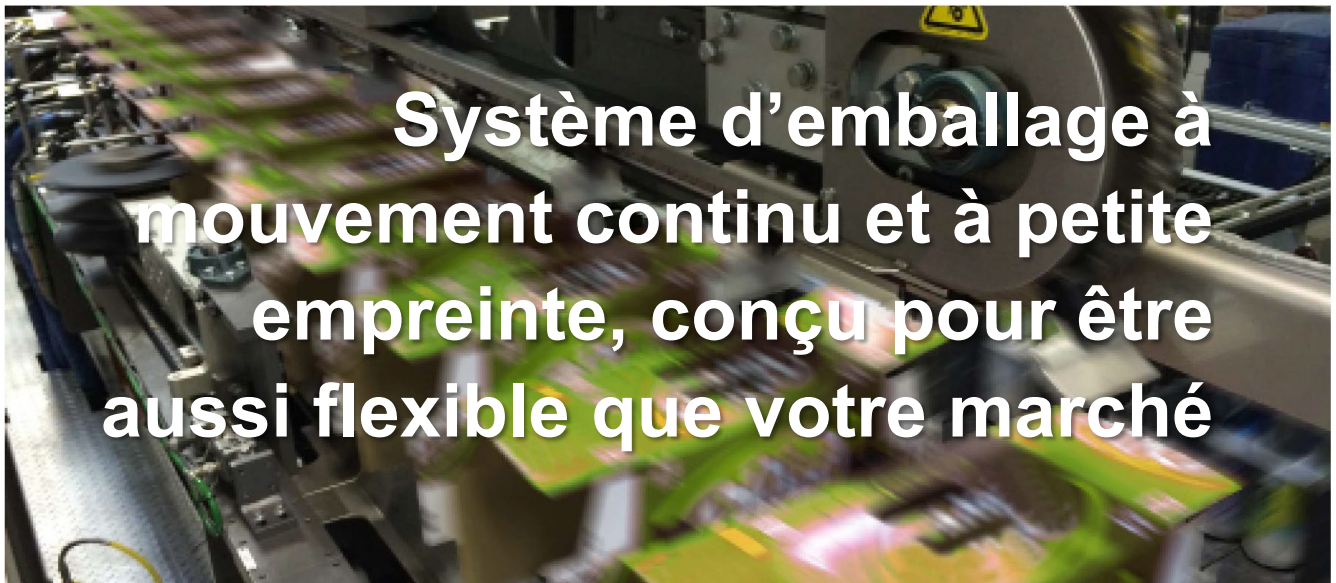 Système d’emballage à
mouvement continu et à petite
empreinte, conçu pour être
aussi flexible que votre marché